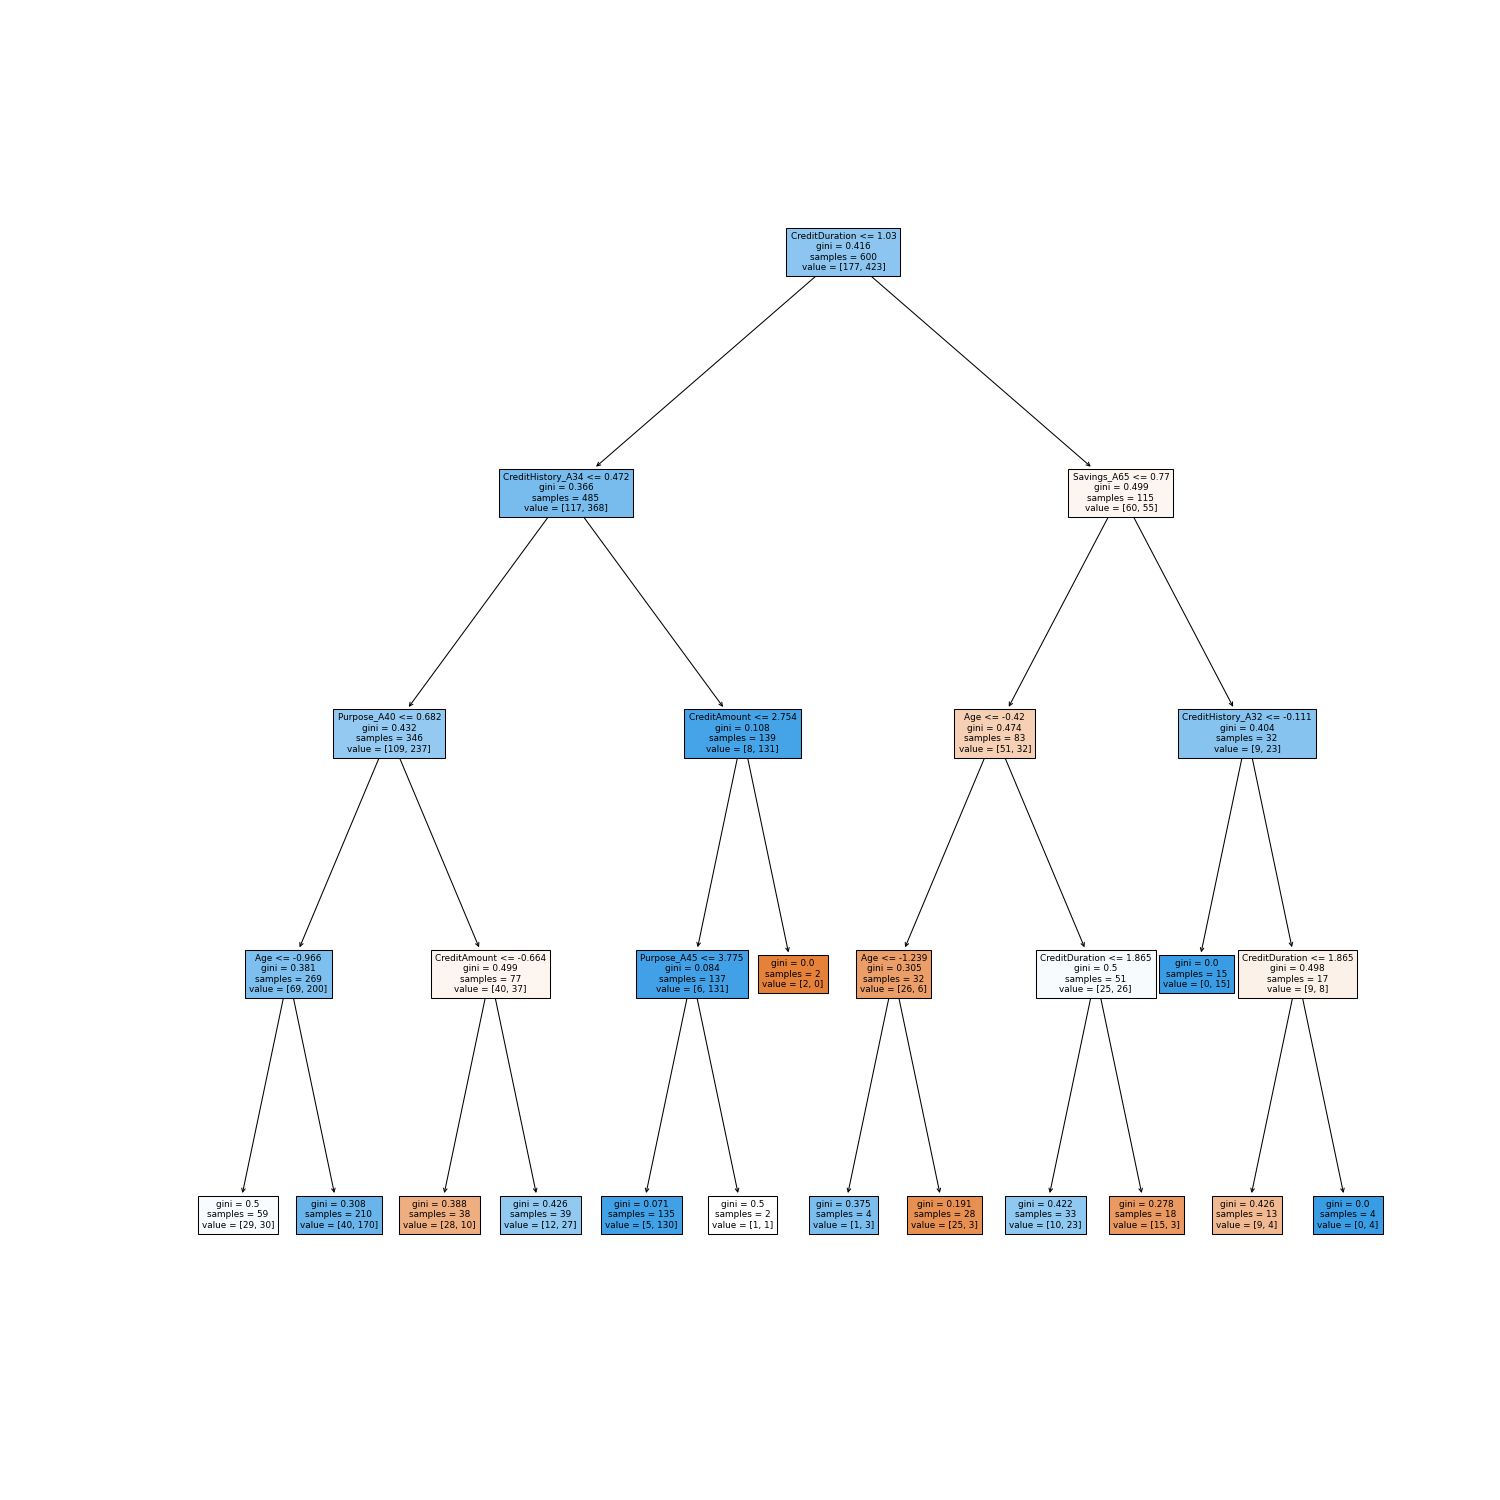 CreditDuration <= 1.03
gini = 0.416
samples = 600
value = [177, 423]
CreditHistory_A34 <= 0.472
gini = 0.366
samples = 485
value = [117, 368]
Savings_A65 <= 0.77
gini = 0.499
samples = 115
value = [60, 55]
Purpose_A40 <= 0.682
gini = 0.432
samples = 346
value = [109, 237]
CreditAmount <= 2.754
gini = 0.108
samples = 139
value = [8, 131]
Age <= -0.42
gini = 0.474
samples = 83
value = [51, 32]
CreditHistory_A32 <= -0.111
gini = 0.404
samples = 32
value = [9, 23]
Age <= -0.966
gini = 0.381
samples = 269
value = [69, 200]
CreditAmount <= -0.664
gini = 0.499
samples = 77
value = [40, 37]
Purpose_A45 <= 3.775
gini = 0.084
samples = 137
value = [6, 131]
gini = 0.0
samples = 2
value = [2, 0]
Age <= -1.239
gini = 0.305
samples = 32
value = [26, 6]
CreditDuration <= 1.865
gini = 0.5
samples = 51
value = [25, 26]
gini = 0.0
samples = 15
value = [0, 15]
CreditDuration <= 1.865
gini = 0.498
samples = 17
value = [9, 8]
gini = 0.5
samples = 59
value = [29, 30]
gini = 0.308
samples = 210
value = [40, 170]
gini = 0.388
samples = 38
value = [28, 10]
gini = 0.426
samples = 39
value = [12, 27]
gini = 0.071
samples = 135
value = [5, 130]
gini = 0.5
samples = 2
value = [1, 1]
gini = 0.375
samples = 4
value = [1, 3]
gini = 0.191
samples = 28
value = [25, 3]
gini = 0.422
samples = 33
value = [10, 23]
gini = 0.278
samples = 18
value = [15, 3]
gini = 0.426
samples = 13
value = [9, 4]
gini = 0.0
samples = 4
value = [0, 4]